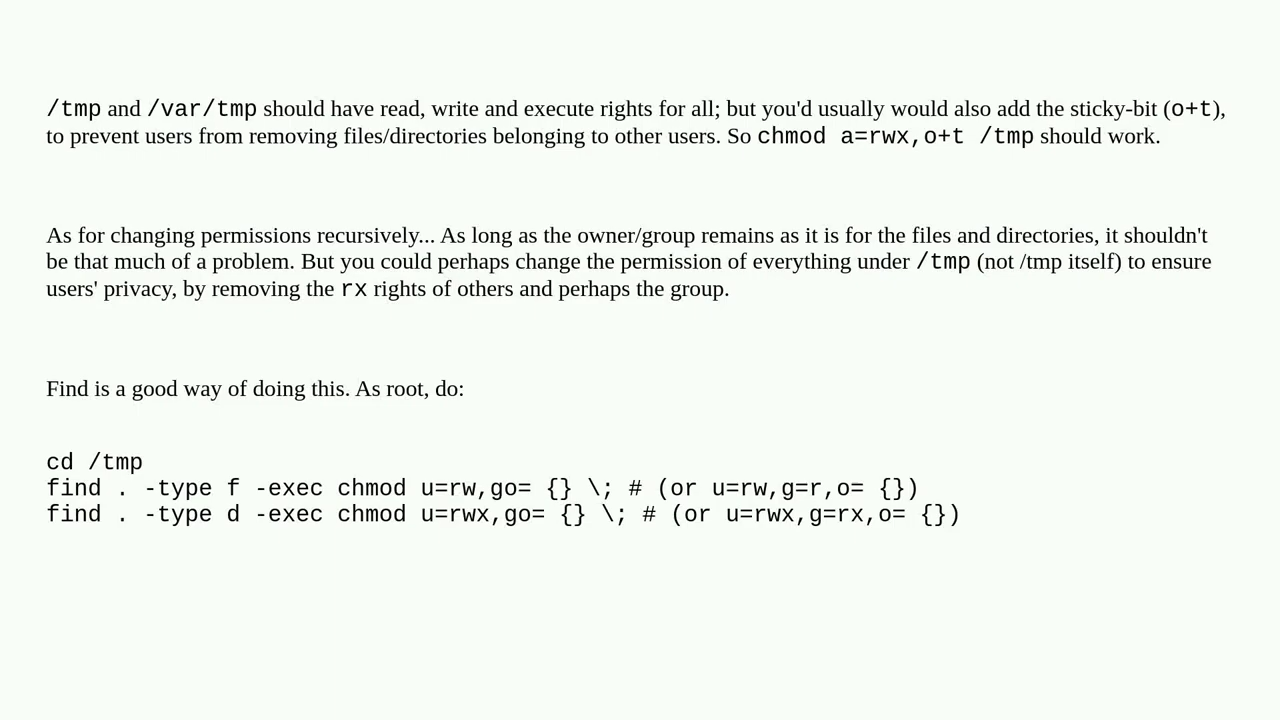 /tmp and /var/tmp should have read, write and execute rights for all; but you'd usually would also add the sticky-bit (o+t),
to prevent users from removing files/directories belonging to other users. So chmod a=rwx,o+t /tmp should work.
As for changing permissions recursively... As long as the owner/group remains as it is for the files and directories, it shouldn't
be that much of a problem. But you could perhaps change the permission of everything under /tmp (not /tmp itself) to ensure
users' privacy, by removing the rx rights of others and perhaps the group.
Find is a good way of doing this. As root, do:
cd /tmp
find . -type f -exec chmod u=rw,go= {} \; # (or u=rw,g=r,o= {})
find . -type d -exec chmod u=rwx,go= {} \; # (or u=rwx,g=rx,o= {})